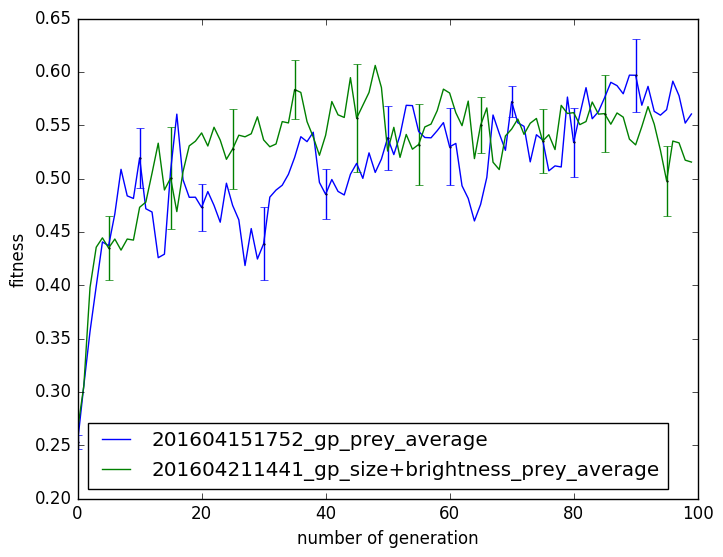 0.65
0.60
0.55
0.50
0.45
0.40
0.35
0.30
0.25
0.20
fitness
201604151752_gp_prey_average
201604211441_gp_size+brightness_prey_average
0 20 40 60 80 100
number of generation